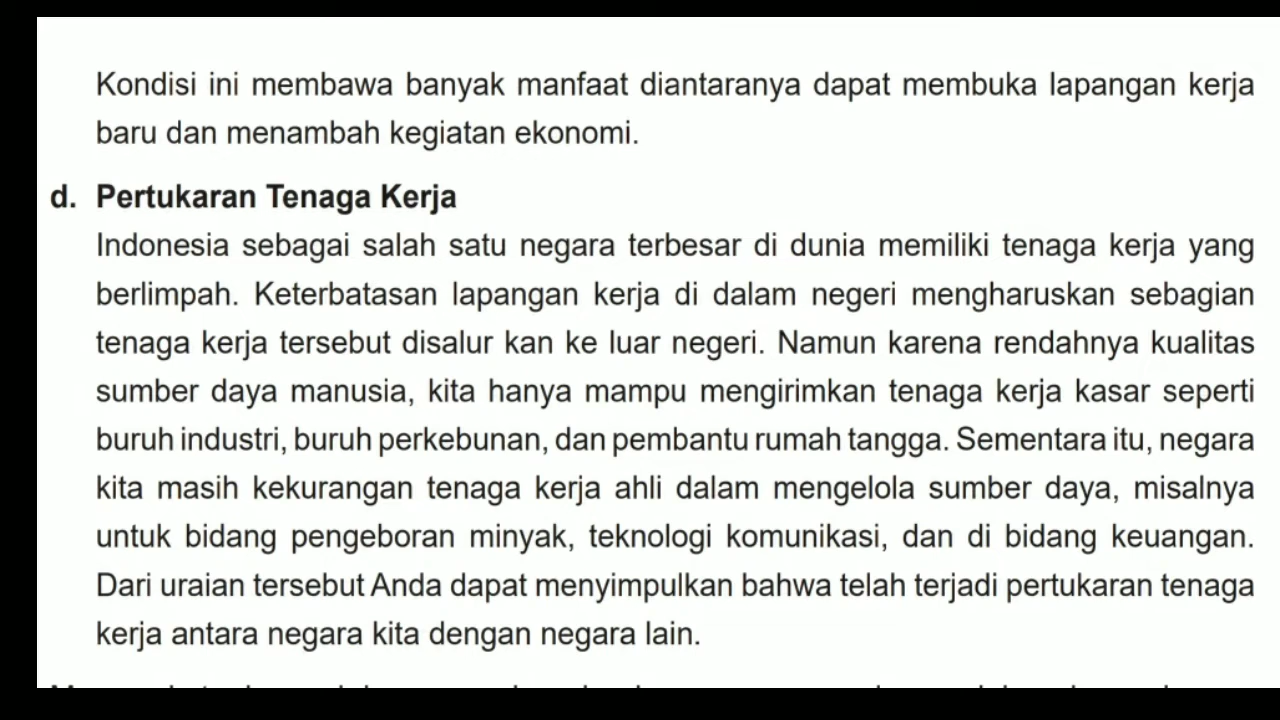 Kondisi ini membawa banyak manfaat diantaranya dapat membuka lapangan kerja
baru dan menambah kegiatan ekonomi.
d. Pertukaran Tenaga Kerja
Indonesia sebagai salah satu negara terbesar di dunia memiliki tenaga kerja yang
berlimpah. Keterbatasan lapangan kerja di dalam negeri mengharuskan sebagian
tenaga kerja tersebut disalur kan ke luar negeri. Namun karena rendahnya kualitas
sumber daya manusia, kita hanya mampu mengirimkan tenaga kerja kasar seperti
buruh industri, buruh perkebunan, dan pembantu rumah tangga. Sementara itu, negara
kita masih kekurangan tenaga kerja ahli dalam mengelola sumber daya, misalnya
untuk bidang pengeboran minyak, teknologi komunikasi, dan di bidang keuangan.
Dari uraian tersebut Anda dapat menyimpulkan bahwa telah terjadi pertukaran tenaga
kerja antara negara kita dengan negara lain.